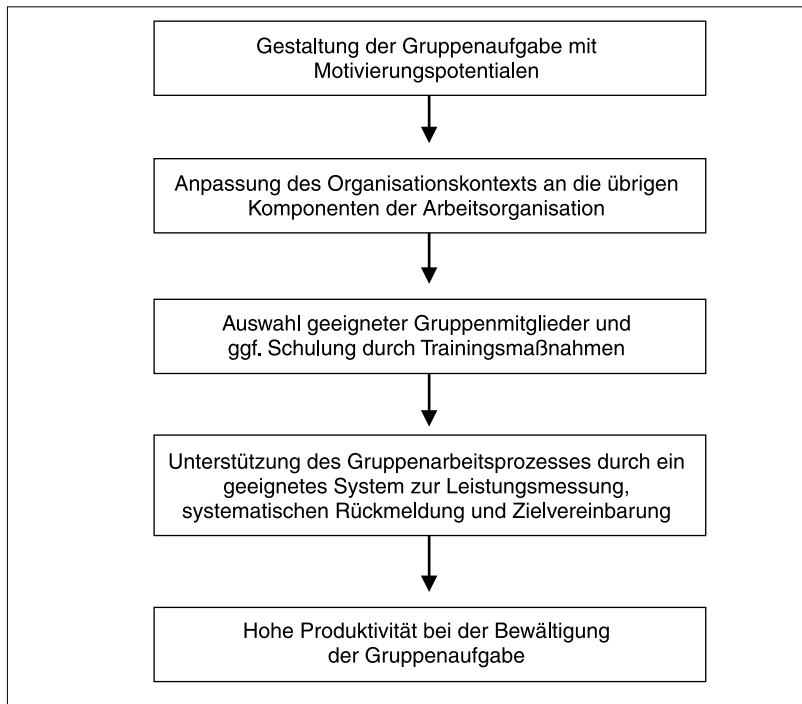 Gestaltung der Gruppenaufgabe mit
Motivierungspotentialen
Anpassung des Organisationskontexts an die übrigen
Komponenten der Arbeitsorganisation
Auswahl geeigneter Gruppenmitglieder und
ggf. Schulung durch Trainingsmaßnahmen
Unterstützung des Gruppenarbeitsprozesses durch ein
geeignetes System zur Leistungsmessung,
systematischen Rückmeldung und Zielvereinbarung
Hohe Produktivität bei der Bewältigung
der Gruppenaufgabe